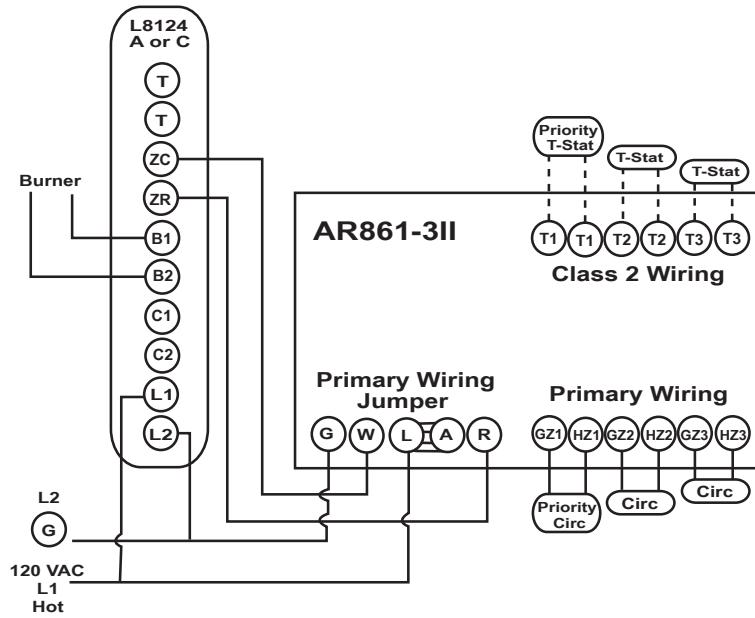 L8124
A or C
T
T
ZC
ZR
B1
B2
C1
C2
L1
L2
Burner
Priority
T-Stat
T-Stat
T-Stat
AR861-3II
T1 T1 T2 T2 T3 T3
Class 2 Wiring
Primary Wiring
Jumper
G W L A R
Primary Wiring
GZ1 HZ1 GZ2 HZ2 GZ3 HZ3
Priority
Circ
Circ
Circ
L2
G
120 VAC
L1
Hot